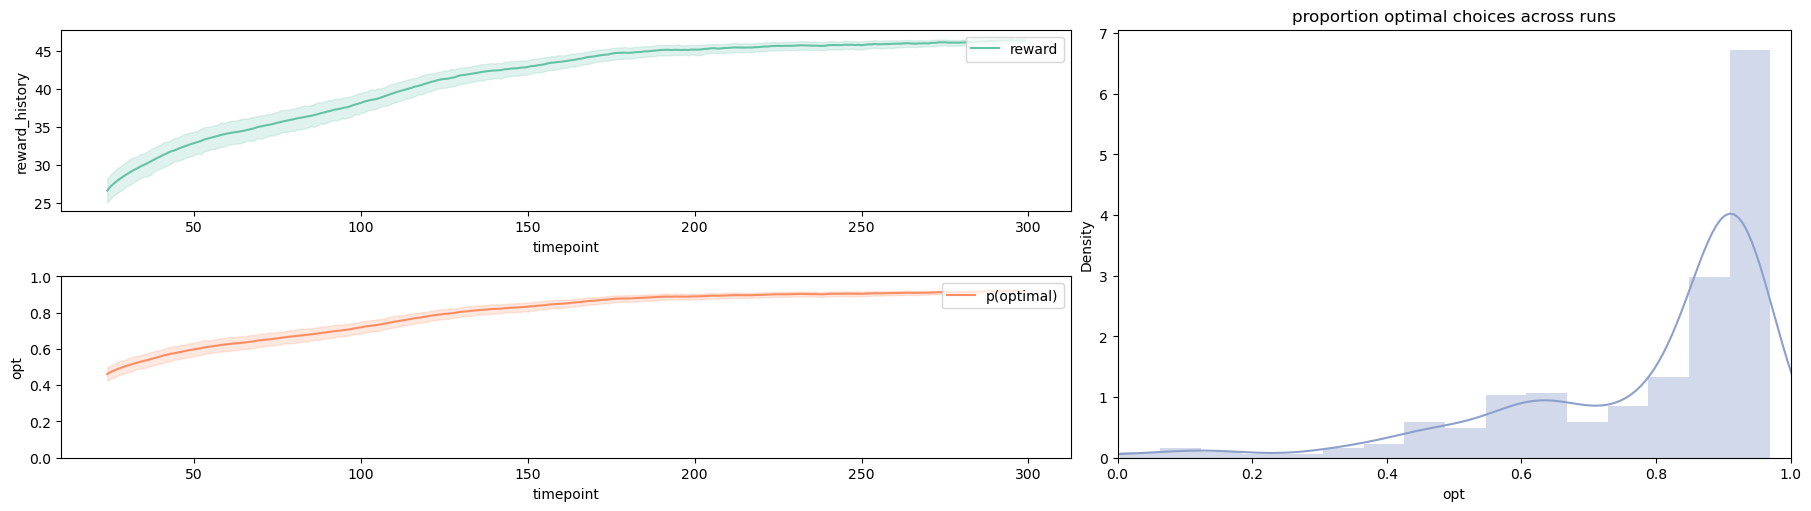 45
40
35
30
25
reward_history
reward
50 100 150 200 250 300
timepoint
1.0
0.8
0.6
0.4
0.2
0.0
opt
p(optimal)
50 100 150 200 250 300
timepoint
proportion optimal choices across runs
7
6
5
4
3
2
1
0
Density
0.0 0.2 0.4 0.6 0.8 1.0
opt